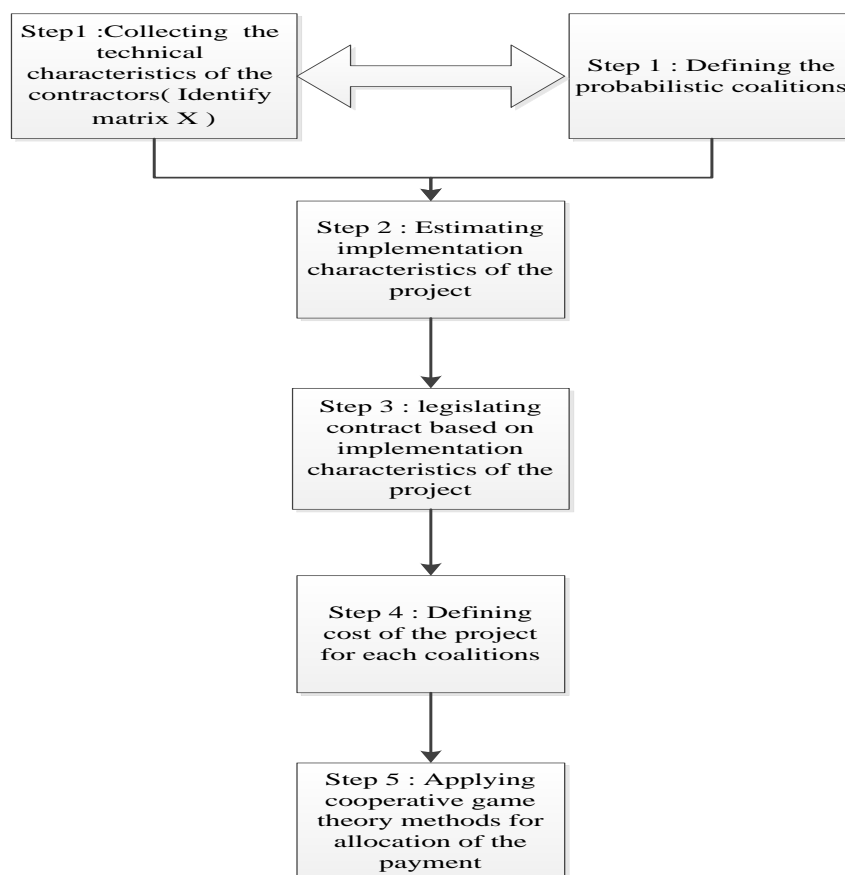 Step1 :Collecting the
technical
characteristics of the
contractors( Identify
matrix X )
Step 1 : Defining the
probabilistic coalitions
Step 2 : Estimating
implementation
characteristics of the
project
Step 3 : legislating
contract based on
implementation
characteristics of the
project
Step 4 : Defining
cost of the project
for each coalitions
Step 5 : Applying
cooperative game
theory methods for
allocation of the
payment